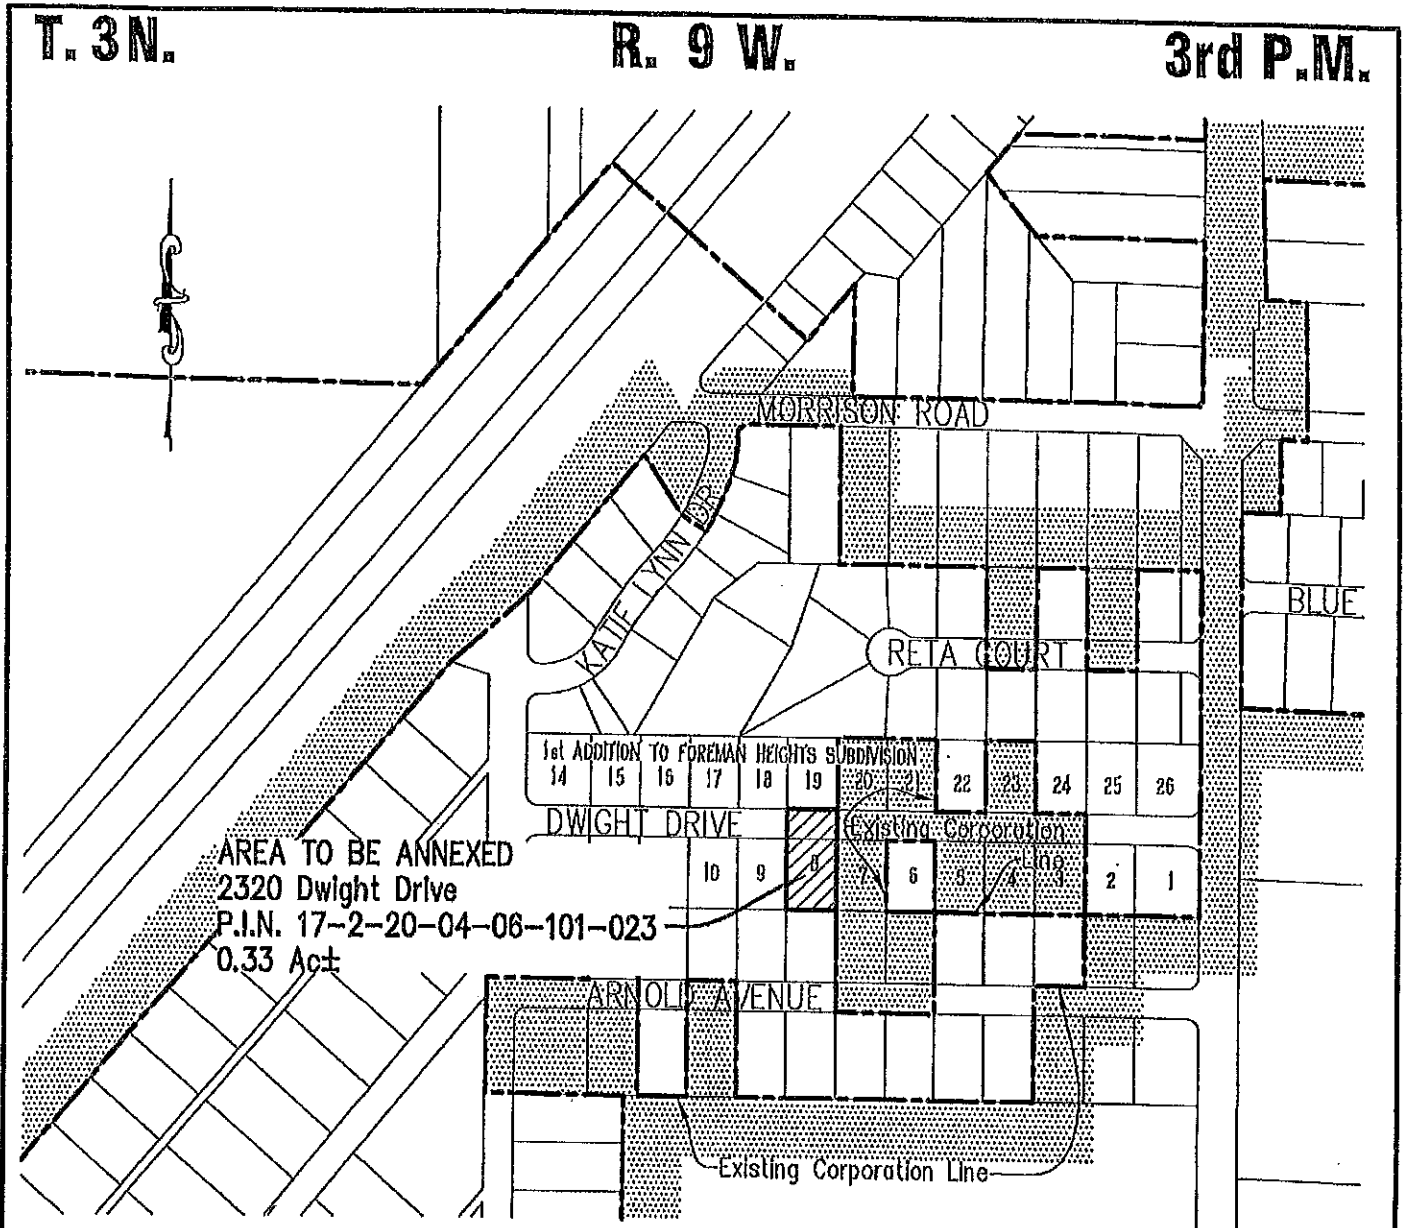 T. 3 N. R. 9 W. 3rd P.M.
MORRISON ROAD
KATIE LYNN DR
BLUE
RETA COURT
1st ADDITION TO FOREMAN HEIGHTS SUBDIVISION
14 15 16 17 18 19 20 21 22 23 24 25 26
DWIGHT DRIVE
Existing Corporation
Line
10 9 8 7 6 5 4 3 2 1
AREA TO BE ANNEXED
2320 Dwight Drive
P.I.N. 17-2-20-04-06-101-023
0.33 Ac±
ARNOLD AVENUE
Existing Corporation Line